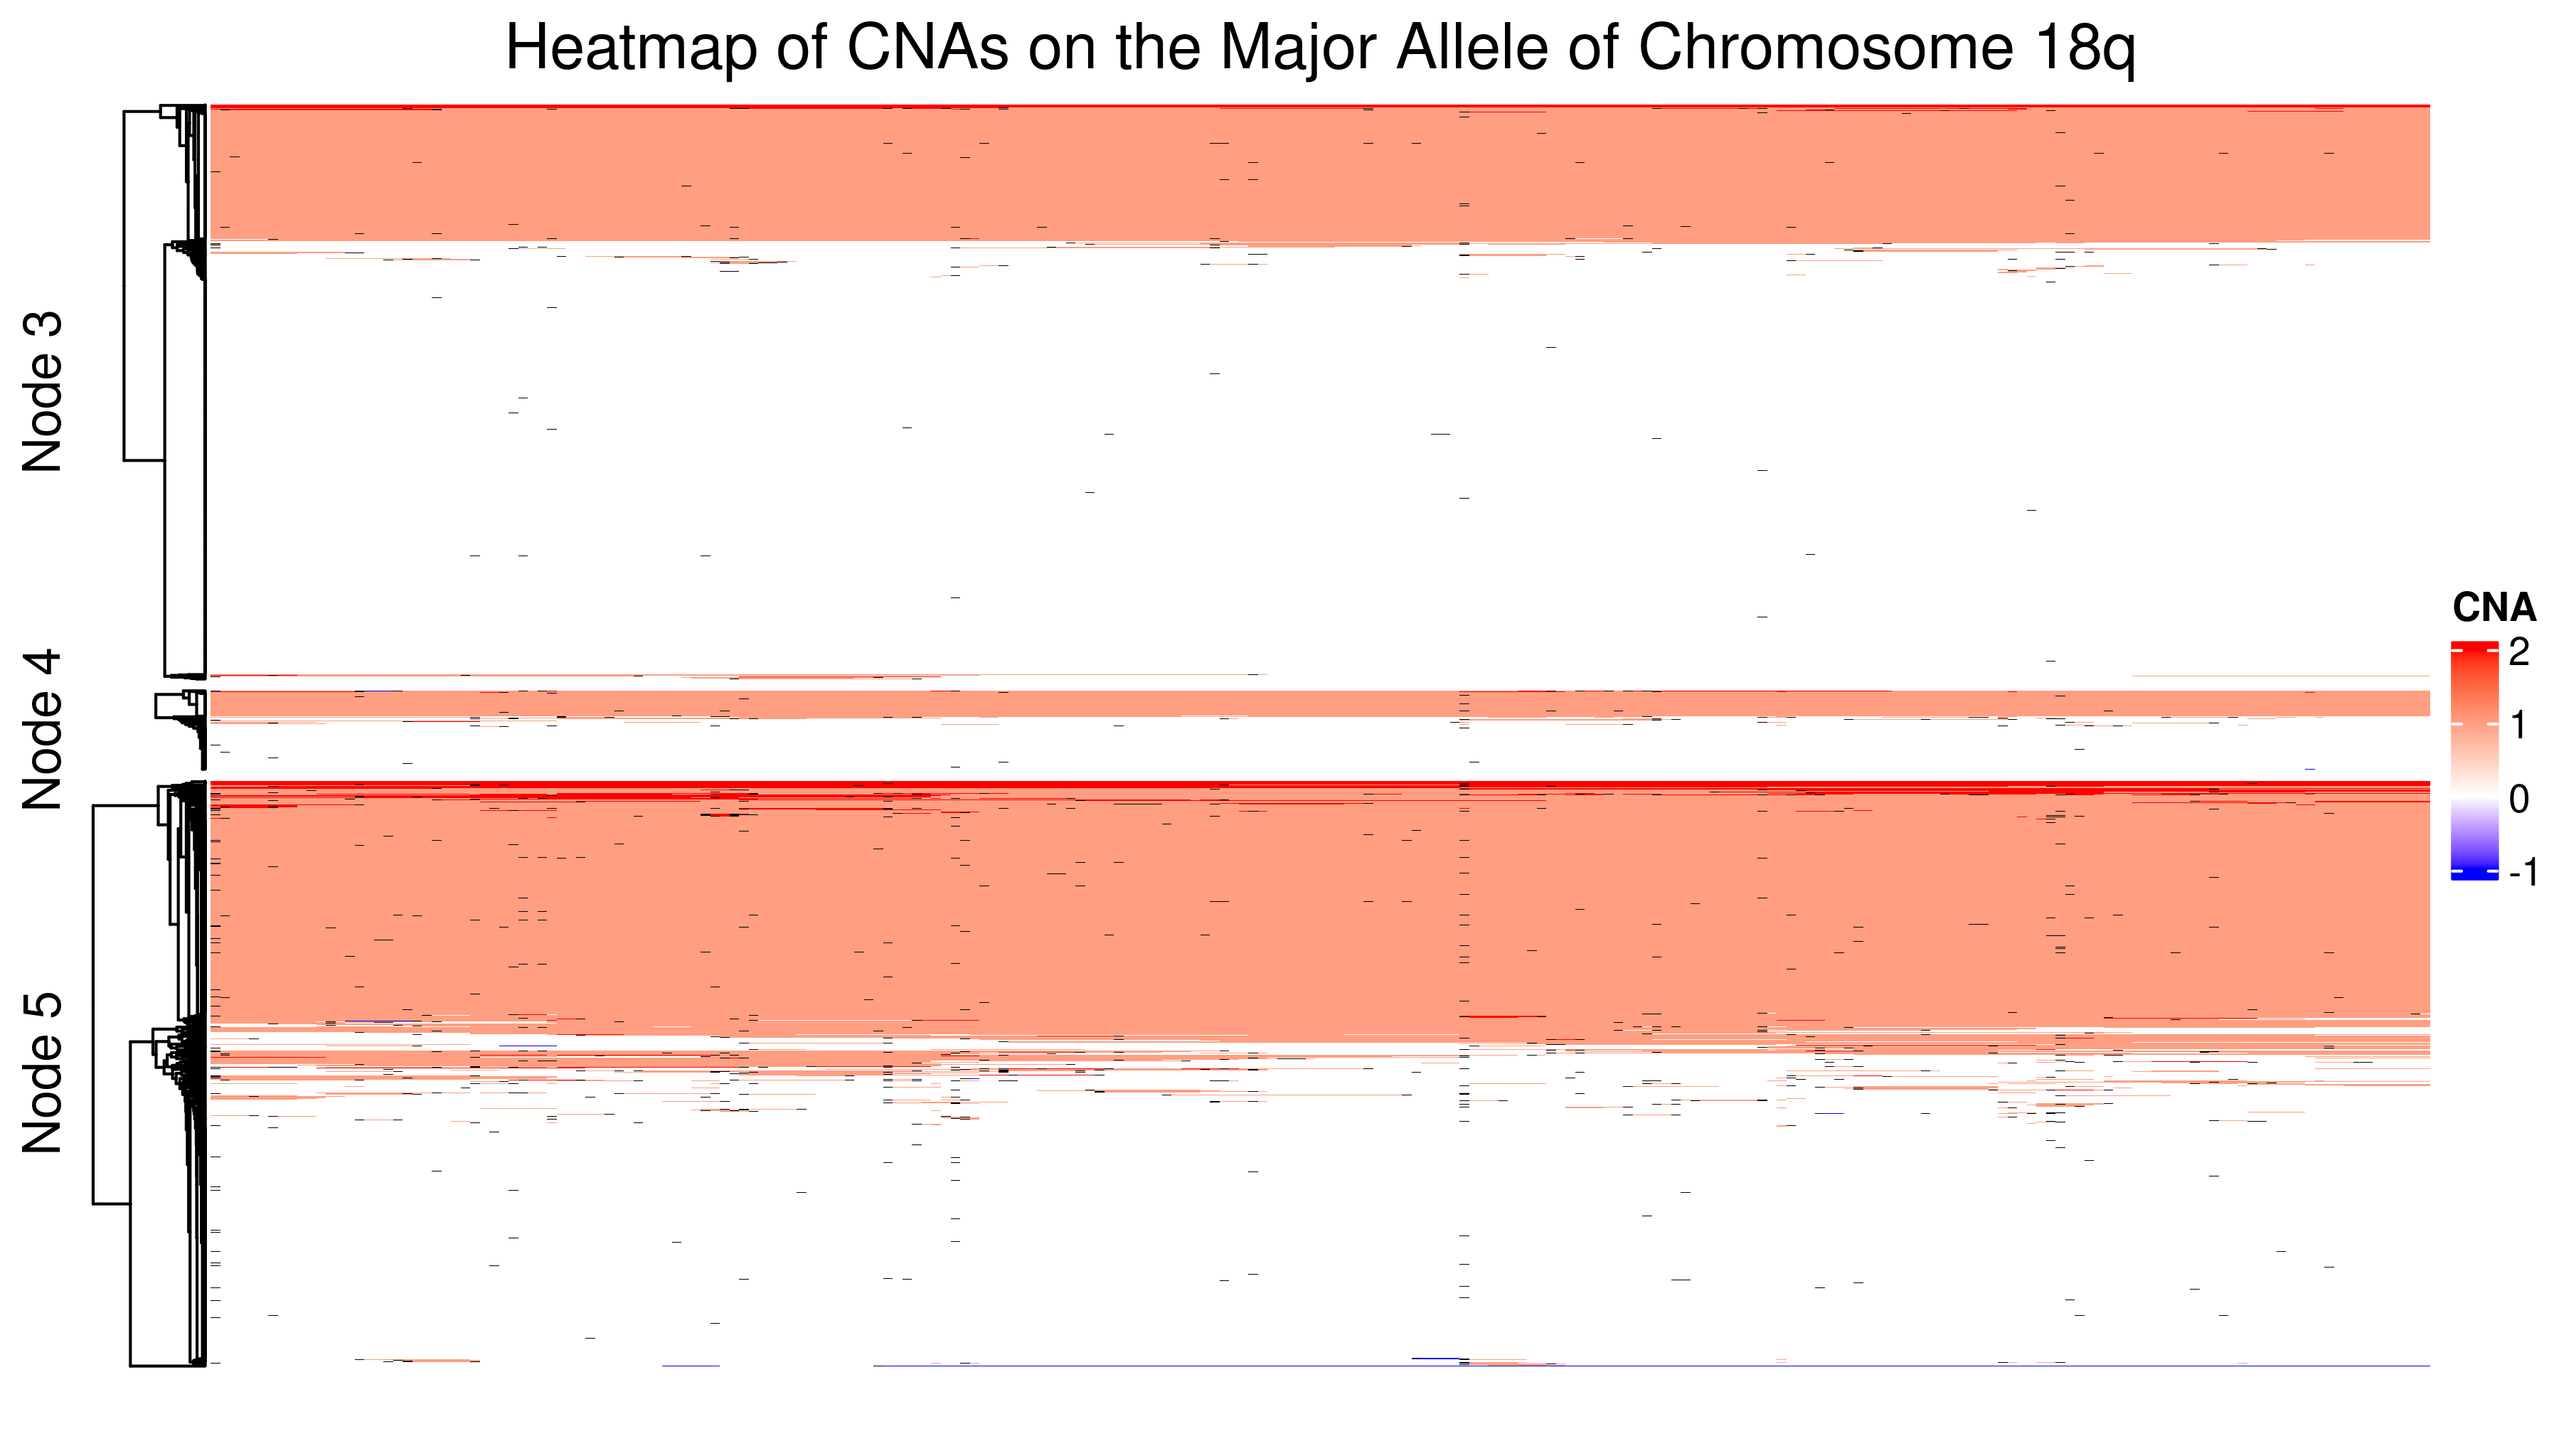 Heatmap of CNAs on the Major Allele of Chromosome 18q
Node 3
Node 4
Node 5
CNA
2
1
0
-1